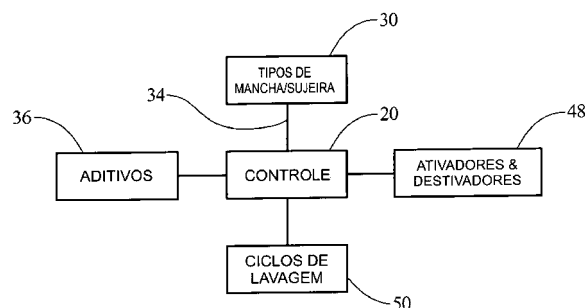 30
TIPOS DE
MANCHA/SUJEIRA
34
20
48
36
ADITIVOS
CONTROLE
ATIVADORES &
DESTIVADORES
CICLOS DE
LAVAGEM
50